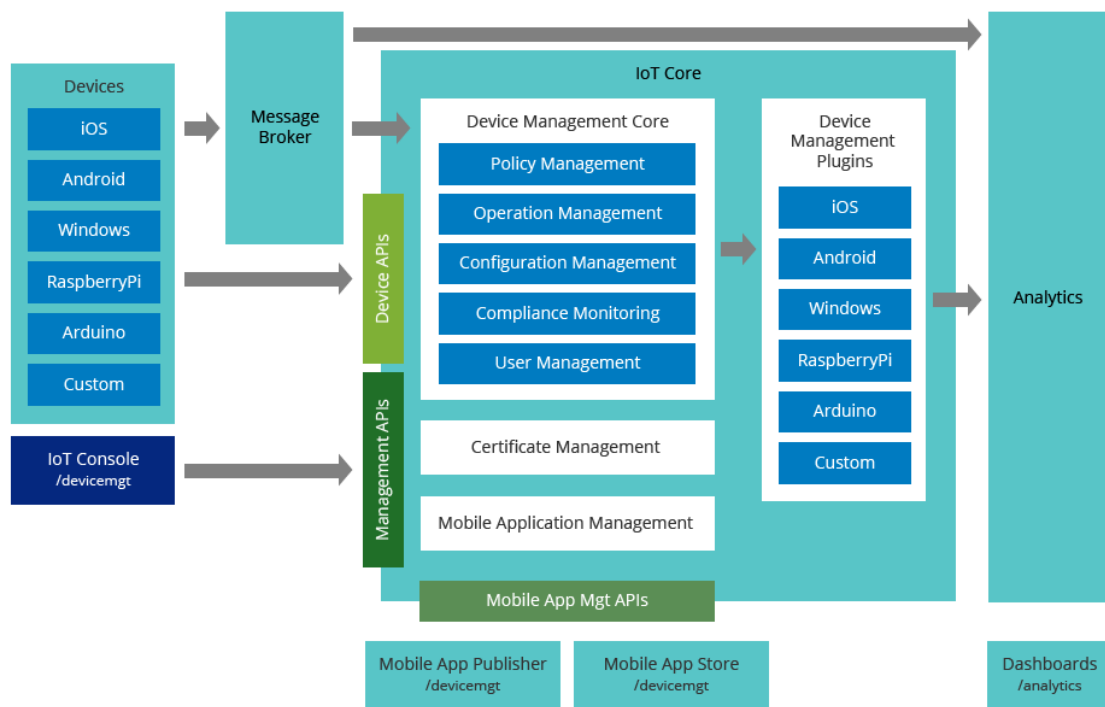 Devices
iOS
Android
Windows
RaspberryPi
Arduino
Custom
IoT Console
/devicemgt
Message
Broker
IoT Core
Device APIs
Management APIs
Device Management Core
Policy Management
Operation Management
Configuration Management
Compliance Monitoring
User Management
Certificate Management
Mobile Application Management
Mobile App Mgt APIs
Device
Management
Plugins
iOS
Android
Windows
RaspberryPi
Arduino
Custom
Analytics
Mobile App Publisher
/devicemgt
Mobile App Store
/devicemgt
Dashboards
/analytics